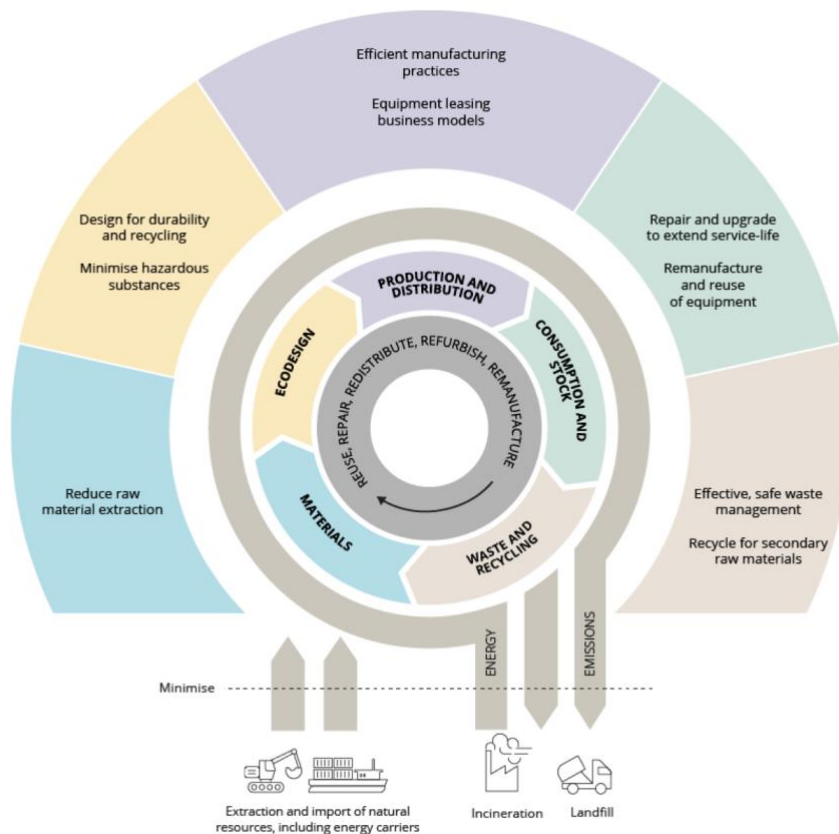 Efficient manufacturing
practices
Equipment leasing
business models
Design for durability
and recycling
Minimise hazardous
substances
Repair and upgrade
to extend service-life
Remanufacture
and reuse
of equipment
Reduce raw
material extraction
Effective, safe waste
management
Recycle for secondary
raw materials
PRODUCTION AND
DISTRIBUTION
ECODESIGN
CONSUMPTION AND
STOCK
MATERIALS
WASTE AND
RECYCLING
REUSE, REPAIR, REDISTRIBUTE, REFURBISH, REMANUFACTURE
ENERGY
EMISSIONS
Minimise
Extraction and import of natural
resources, including energy carriers
Incineration
Landfill